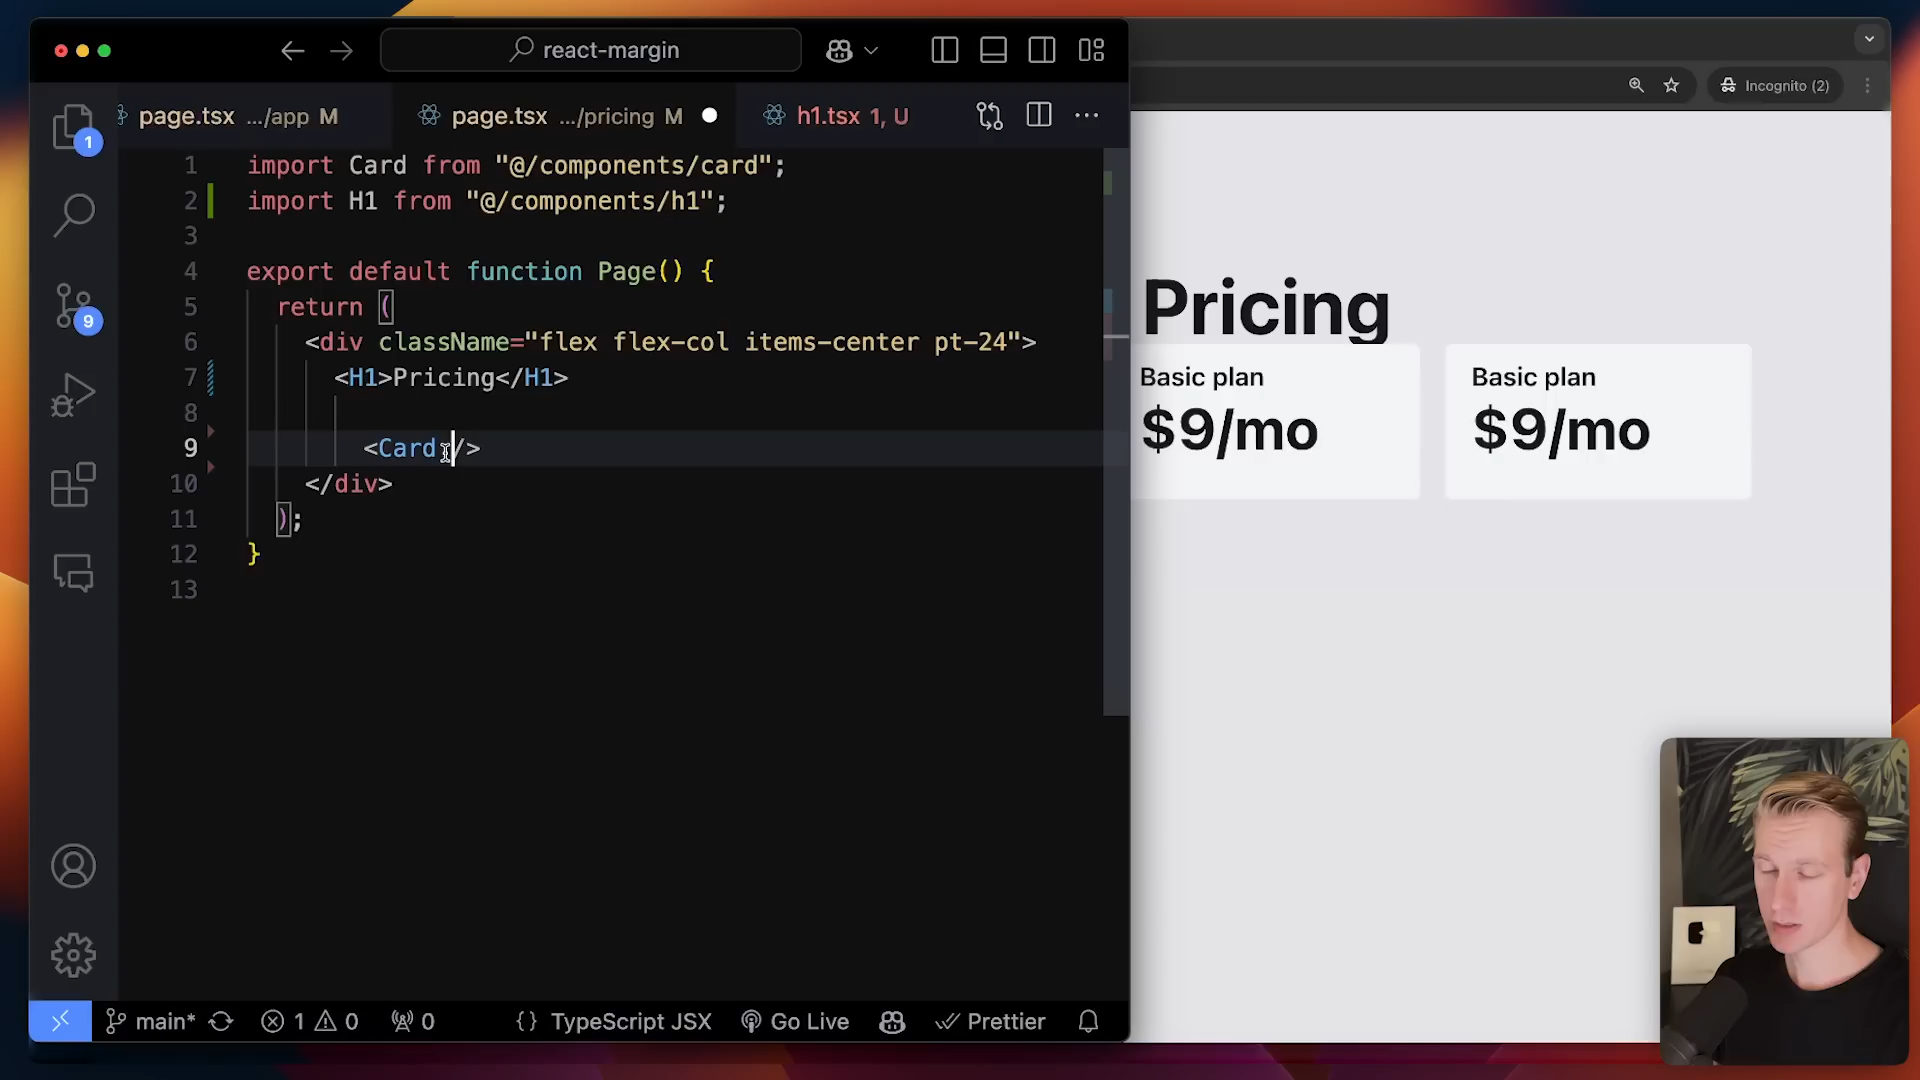 react-margin
page.tsx .../app M
page.tsx .../pricing M
h1.tsx 1, U
Incognito (2)
1
9
1 import Card from "@/components/card";
2 import H1 from "@/components/h1";
3
4 export default function Page() {
5 return (
6 <div className="flex flex-col items-center pt-24">
7 <H1>Pricing</H1>
8
9 <Card />
10 </div>
11 );
12 }
13
Pricing
Basic plan
$9/mo
Basic plan
$9/mo
main* 1 0 0 {} TypeScript JSX Go Live Prettier